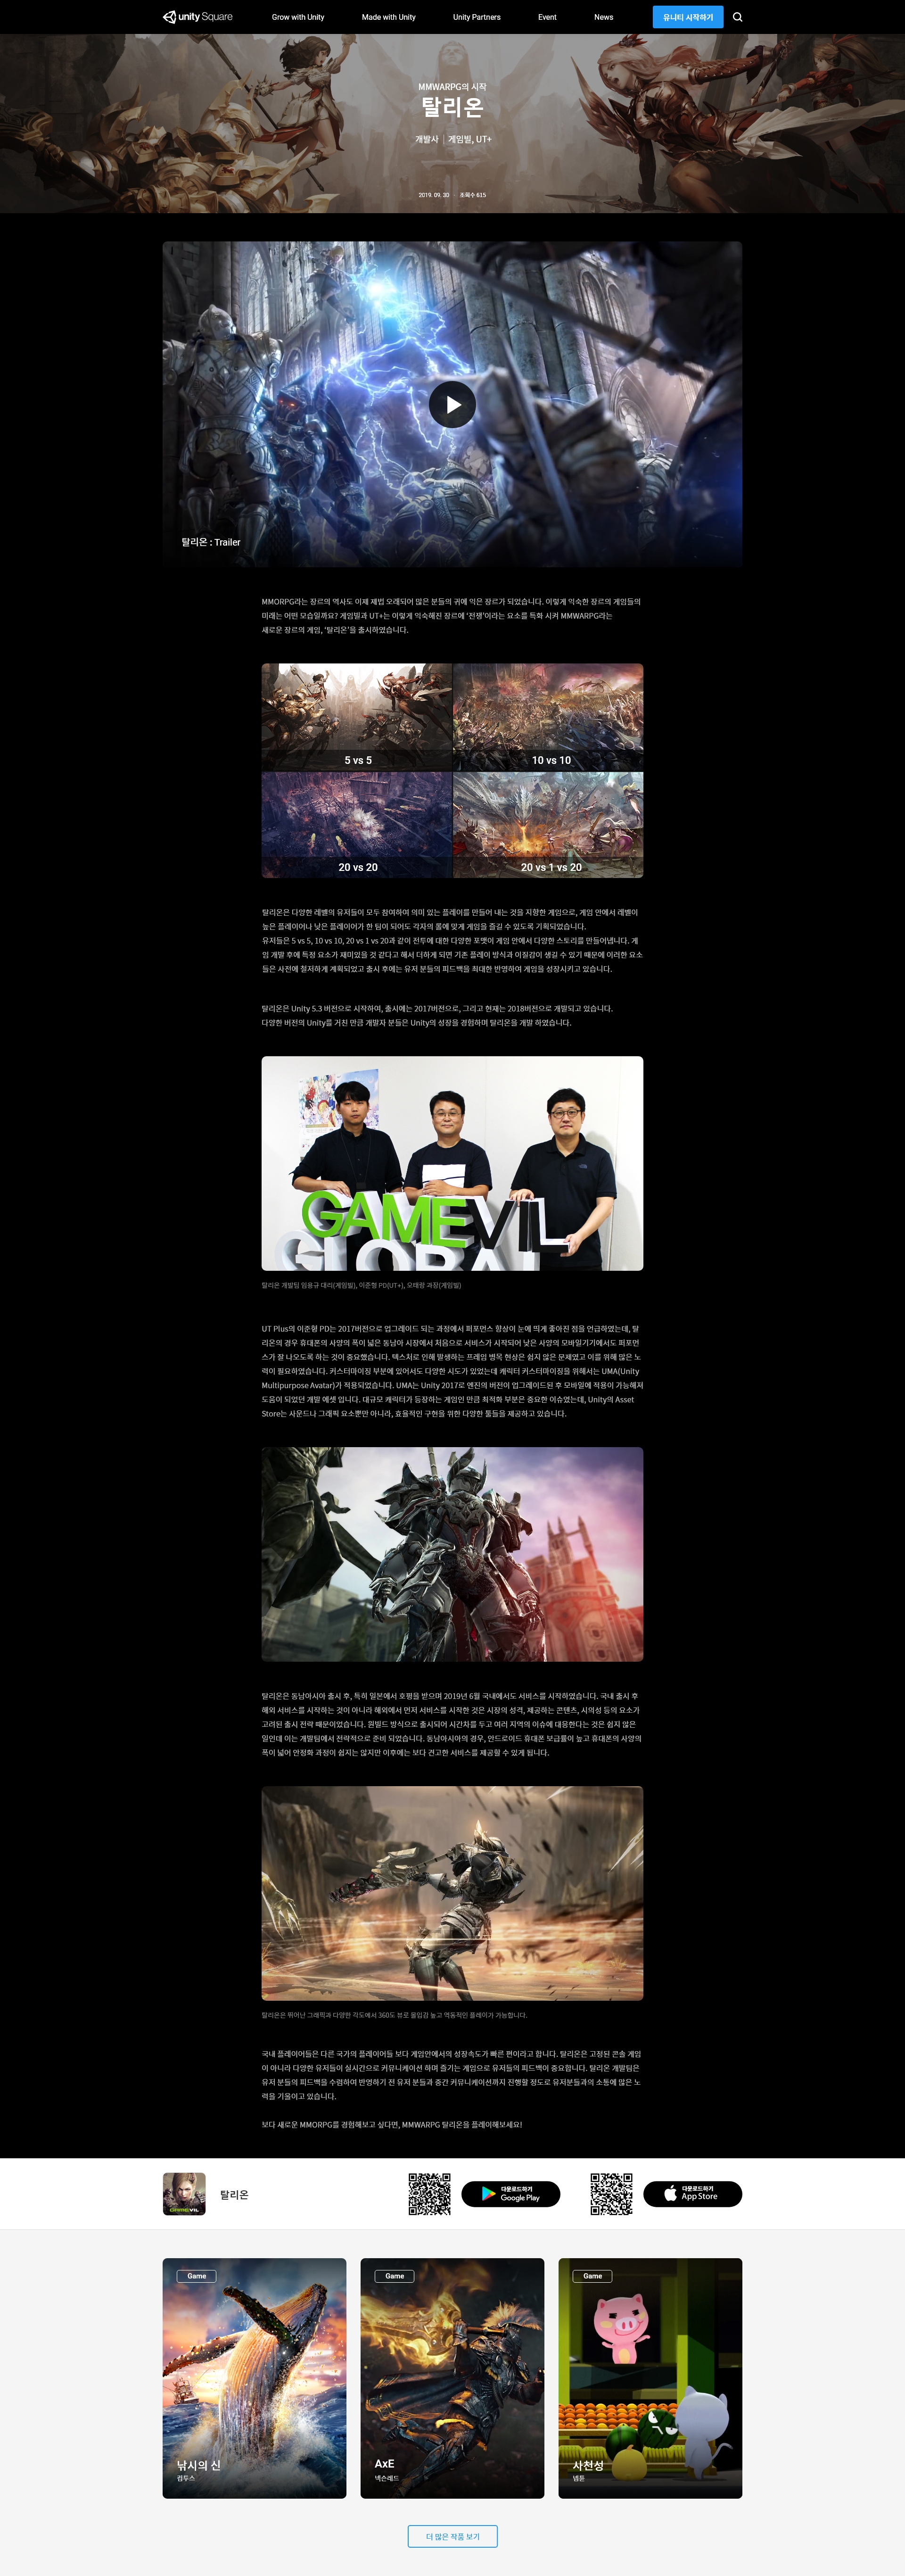 unity Square
Grow with Unity
Made with Unity
Unity Partners
Event
News
유니티 시작하기
MMWARPG의 시작
탈리온
개발사 | 게임빌, UT+
2019. 09. 30 · 조회수 615
탈리온 : Trailer
MMORPG라는 장르의 역사도 이제 제법 오래되어 많은 분들의 귀에 익은 장르가 되었습니다. 이렇게 익숙한 장르의 게임들의
미래는 어떤 모습일까요? 게임빌과 UT+는 이렇게 익숙해진 장르에 ‘전쟁’이라는 요소를 특화 시켜 MMWARPG라는
새로운 장르의 게임, ‘탈리온’을 출시하였습니다.
5 vs 5
10 vs 10
20 vs 20
20 vs 1 vs 20
탈리온은 다양한 레벨의 유저들이 모두 참여하여 의미 있는 플레이를 만들어 내는 것을 지향한 게임으로, 게임 안에서 레벨이
높은 플레이어나 낮은 플레이어가 한 팀이 되어도 각자의 롤에 맞게 게임을 즐길 수 있도록 기획되었습니다.
유저들은 5 vs 5, 10 vs 10, 20 vs 1 vs 20과 같이 전투에 대한 다양한 포맷이 게임 안에서 다양한 스토리를 만들어냅니다. 게
임 개발 후에 특정 요소가 재미있을 것 같다고 해서 더하게 되면 기존 플레이 방식과 이질감이 생길 수 있기 때문에 이러한 요소
들은 사전에 철저하게 계획되었고 출시 후에는 유저 분들의 피드백을 최대한 반영하여 게임을 성장시키고 있습니다.
탈리온은 Unity 5.3 버전으로 시작하여, 출시에는 2017버전으로, 그리고 현재는 2018버전으로 개발되고 있습니다.
다양한 버전의 Unity를 거친 만큼 개발자 분들은 Unity의 성장을 경험하며 탈리온을 개발 하였습니다.
GAMEVIL
GLOBAL
탈리온 개발팀 임용규 대리(게임빌), 이준형 PD(UT+), 오태랑 과장(게임빌)
UT Plus의 이준형 PD는 2017버전으로 업그레이드 되는 과정에서 퍼포먼스 향상이 눈에 띄게 좋아진 점을 언급하였는데, 탈
리온의 경우 휴대폰의 사양의 폭이 넓은 동남아 시장에서 처음으로 서비스가 시작되어 낮은 사양의 모바일기기에서도 퍼포먼
스가 잘 나오도록 하는 것이 중요했습니다. 텍스처로 인해 발생하는 프레임 병목 현상은 쉽지 않은 문제였고 이를 위해 많은 노
력이 필요하였습니다. 커스터마이징 부분에 있어서도 다양한 시도가 있었는데 캐릭터 커스터마이징을 위해서는 UMA(Unity
Multipurpose Avatar)가 적용되었습니다. UMA는 Unity 2017로 엔진의 버전이 업그레이드된 후 모바일에 적용이 가능해져
도움이 되었던 개발 에셋 입니다. 대규모 캐릭터가 등장하는 게임인 만큼 최적화 부분은 중요한 이슈였는데, Unity의 Asset
Store는 사운드나 그래픽 요소뿐만 아니라, 효율적인 구현을 위한 다양한 툴들을 제공하고 있습니다.
탈리온은 동남아시아 출시 후, 특히 일본에서 호평을 받으며 2019년 6월 국내에서도 서비스를 시작하였습니다. 국내 출시 후
해외 서비스를 시작하는 것이 아니라 해외에서 먼저 서비스를 시작한 것은 시장의 성격, 제공하는 콘텐츠, 시의성 등의 요소가
고려된 출시 전략 때문이었습니다. 원빌드 방식으로 출시되어 시간차를 두고 여러 지역의 이슈에 대응한다는 것은 쉽지 않은
일인데 이는 개발팀에서 전략적으로 준비 되었습니다. 동남아시아의 경우, 안드로이드 휴대폰 보급률이 높고 휴대폰의 사양의
폭이 넓어 안정화 과정이 쉽지는 않지만 이후에는 보다 견고한 서비스를 제공할 수 있게 됩니다.
탈리온은 뛰어난 그래픽과 다양한 각도에서 360도 뷰로 몰입감 높고 역동적인 플레이가 가능합니다.
국내 플레이어들은 다른 국가의 플레이어들 보다 게임안에서의 성장속도가 빠른 편이라고 합니다. 탈리온은 고정된 콘솔 게임
이 아니라 다양한 유저들이 실시간으로 커뮤니케이션 하며 즐기는 게임으로 유저들의 피드백이 중요합니다. 탈리온 개발팀은
유저 분들의 피드백을 수렴하여 반영하기 전 유저 분들과 중간 커뮤니케이션까지 진행할 정도로 유저분들과의 소통에 많은 노
력을 기울이고 있습니다.
보다 새로운 MMORPG를 경험해보고 싶다면, MMWARPG 탈리온을 플레이해보세요!
GAMEVIL
탈리온
다운로드하기
Google Play
다운로드하기
App Store
Game
낚시의 신
컴투스
Game
AxE
넥슨레드
Game
사천성
넵튠
더 많은 작품 보기